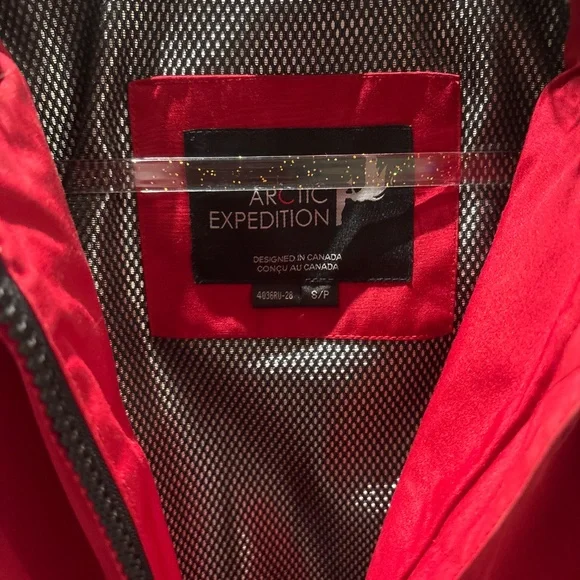 ARCTIC
EXPEDITION
DESIGNED IN CANADA
CONÇU AU CANADA
4036RU-28 S/P